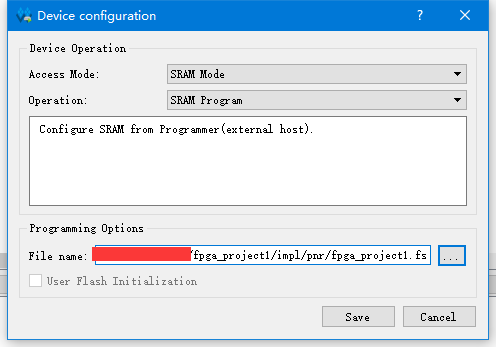 Device configuration
Device Operation
Access Mode: SRAM Mode
Operation: SRAM Program
Configure SRAM from Programmer(external host).
Programming Options
File name: /fpga_project1/impl/pnr/fpga_project1.fs ...
User Flash Initialization
Save Cancel